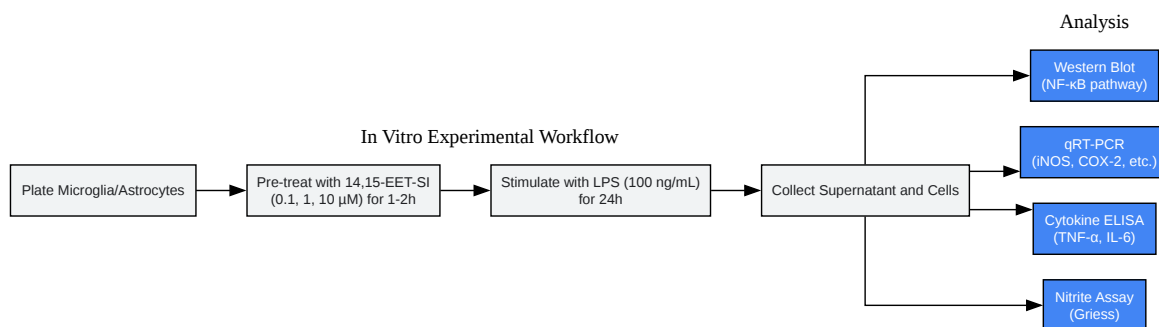 Analysis
Western Blot
(NF-κB pathway)
In Vitro Experimental Workflow
Plate Microglia/Astrocytes
Pre-treat with 14,15-EET-SI
(0.1, 1, 10 µM) for 1-2h
Stimulate with LPS (100 ng/mL)
for 24h
Collect Supernatant and Cells
qRT-PCR
(iNOS, COX-2, etc.)
Cytokine ELISA
(TNF-α, IL-6)
Nitrite Assay
(Griess)